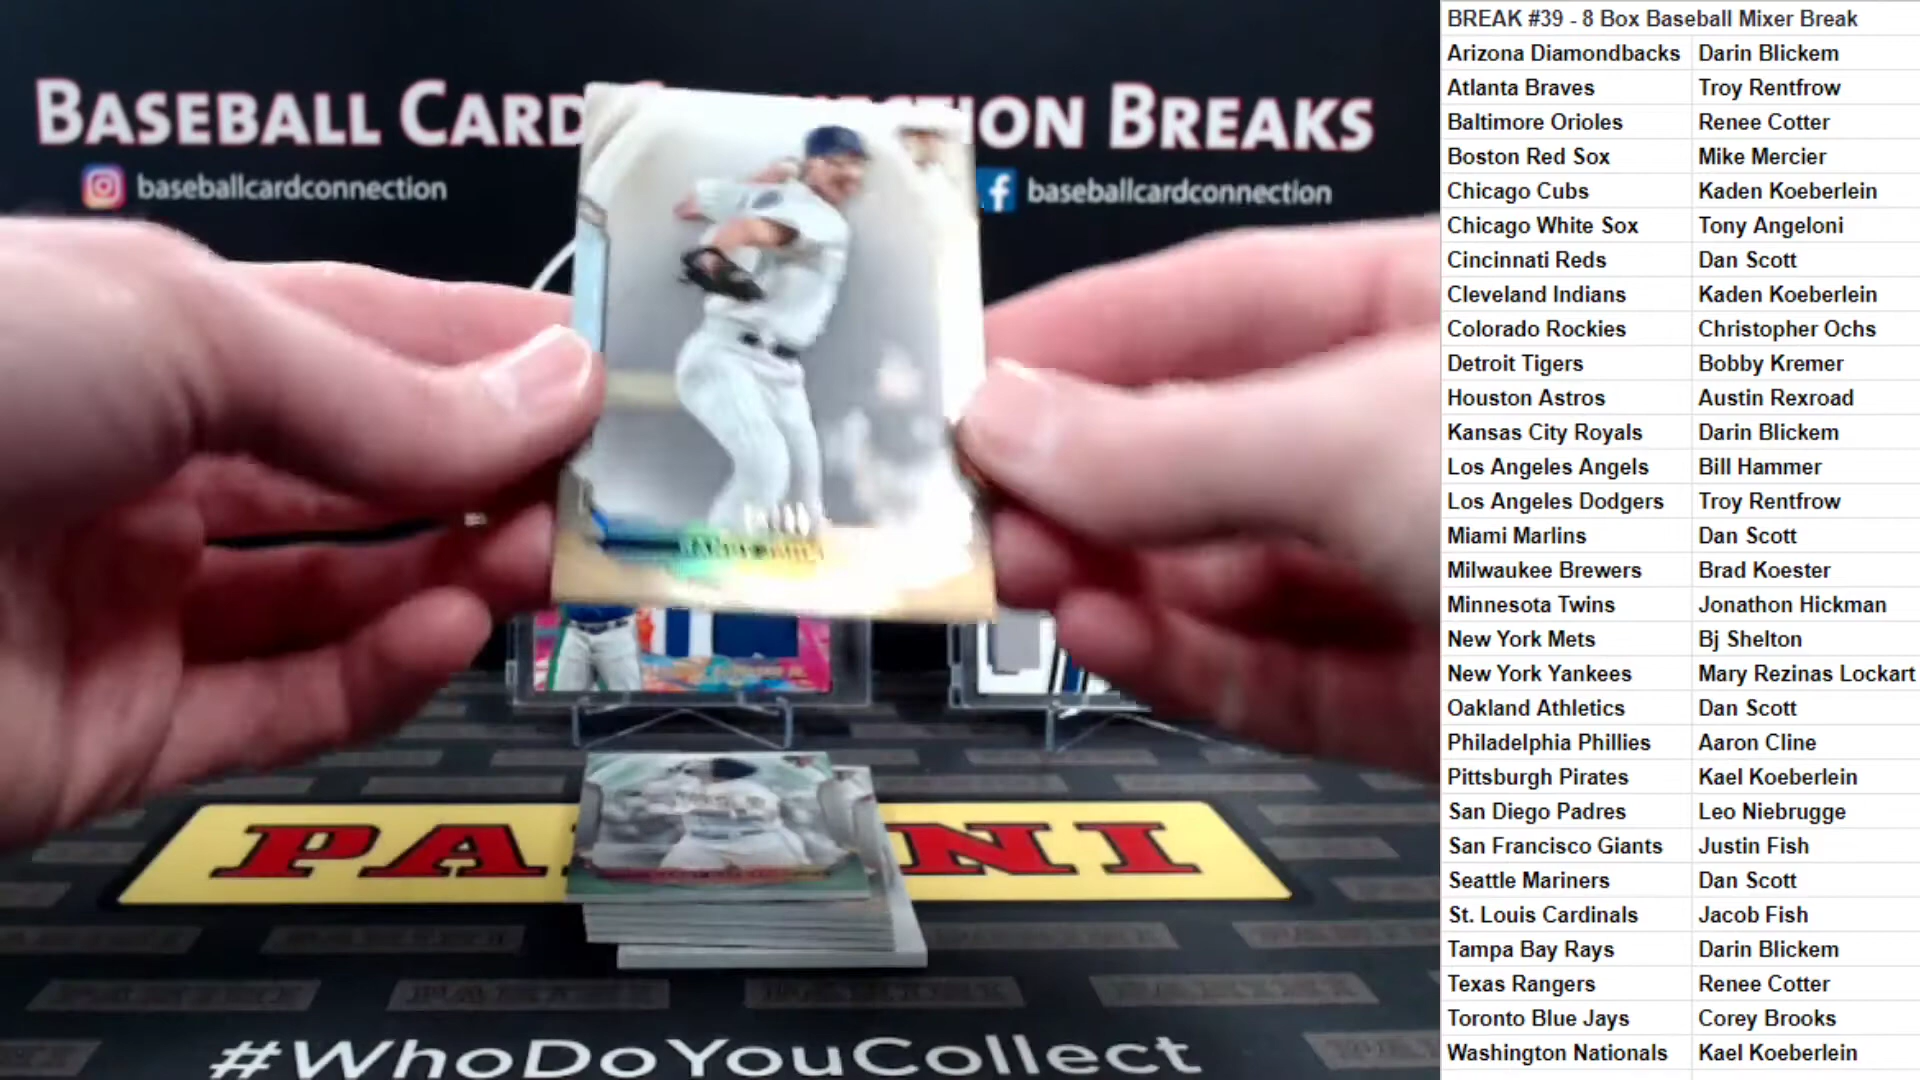 BASEBALL CARD ION BREAKS
baseballcardconnection
baseballcardconnection
PA NINI
#WhoDoYouCollect
BREAK #39 - 8 Box Baseball Mixer Break
Arizona Diamondbacks Darin Blickem
Atlanta Braves Troy Rentfrow
Baltimore Orioles Renee Cotter
Boston Red Sox Mike Mercier
Chicago Cubs Kaden Koeberlein
Chicago White Sox Tony Angeloni
Cincinnati Reds Dan Scott
Cleveland Indians Kaden Koeberlein
Colorado Rockies Christopher Ochs
Detroit Tigers Bobby Kremer
Houston Astros Austin Rexroad
Kansas City Royals Darin Blickem
Los Angeles Angels Bill Hammer
Los Angeles Dodgers Troy Rentfrow
Miami Marlins Dan Scott
Milwaukee Brewers Brad Koester
Minnesota Twins Jonathon Hickman
New York Mets Bj Shelton
New York Yankees Mary Rezinas Lockart
Oakland Athletics Dan Scott
Philadelphia Phillies Aaron Cline
Pittsburgh Pirates Kael Koeberlein
San Diego Padres Leo Niebrugge
San Francisco Giants Justin Fish
Seattle Mariners Dan Scott
St. Louis Cardinals Jacob Fish
Tampa Bay Rays Darin Blickem
Texas Rangers Renee Cotter
Toronto Blue Jays Corey Brooks
Washington Nationals Kael Koeberlein